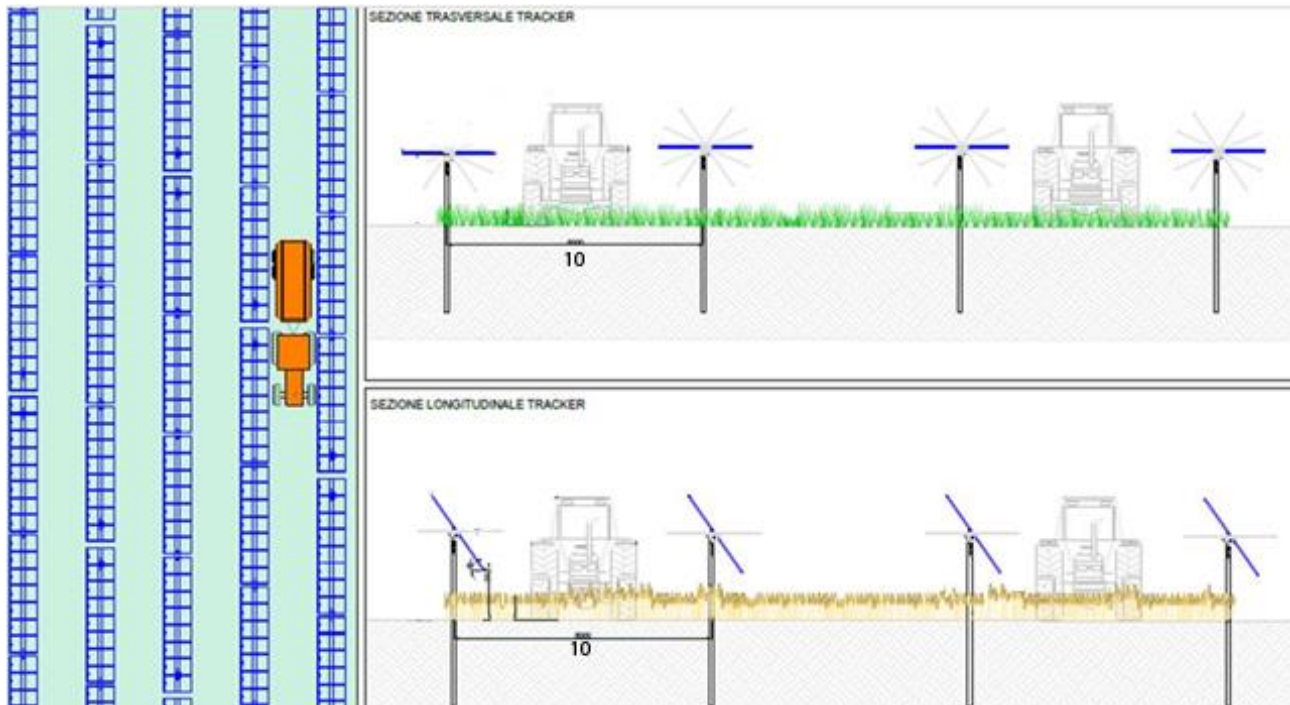 SEZIONE TRASVERSALE TRACKER
10
SEZIONE LONGITUDINALE TRACKER
10